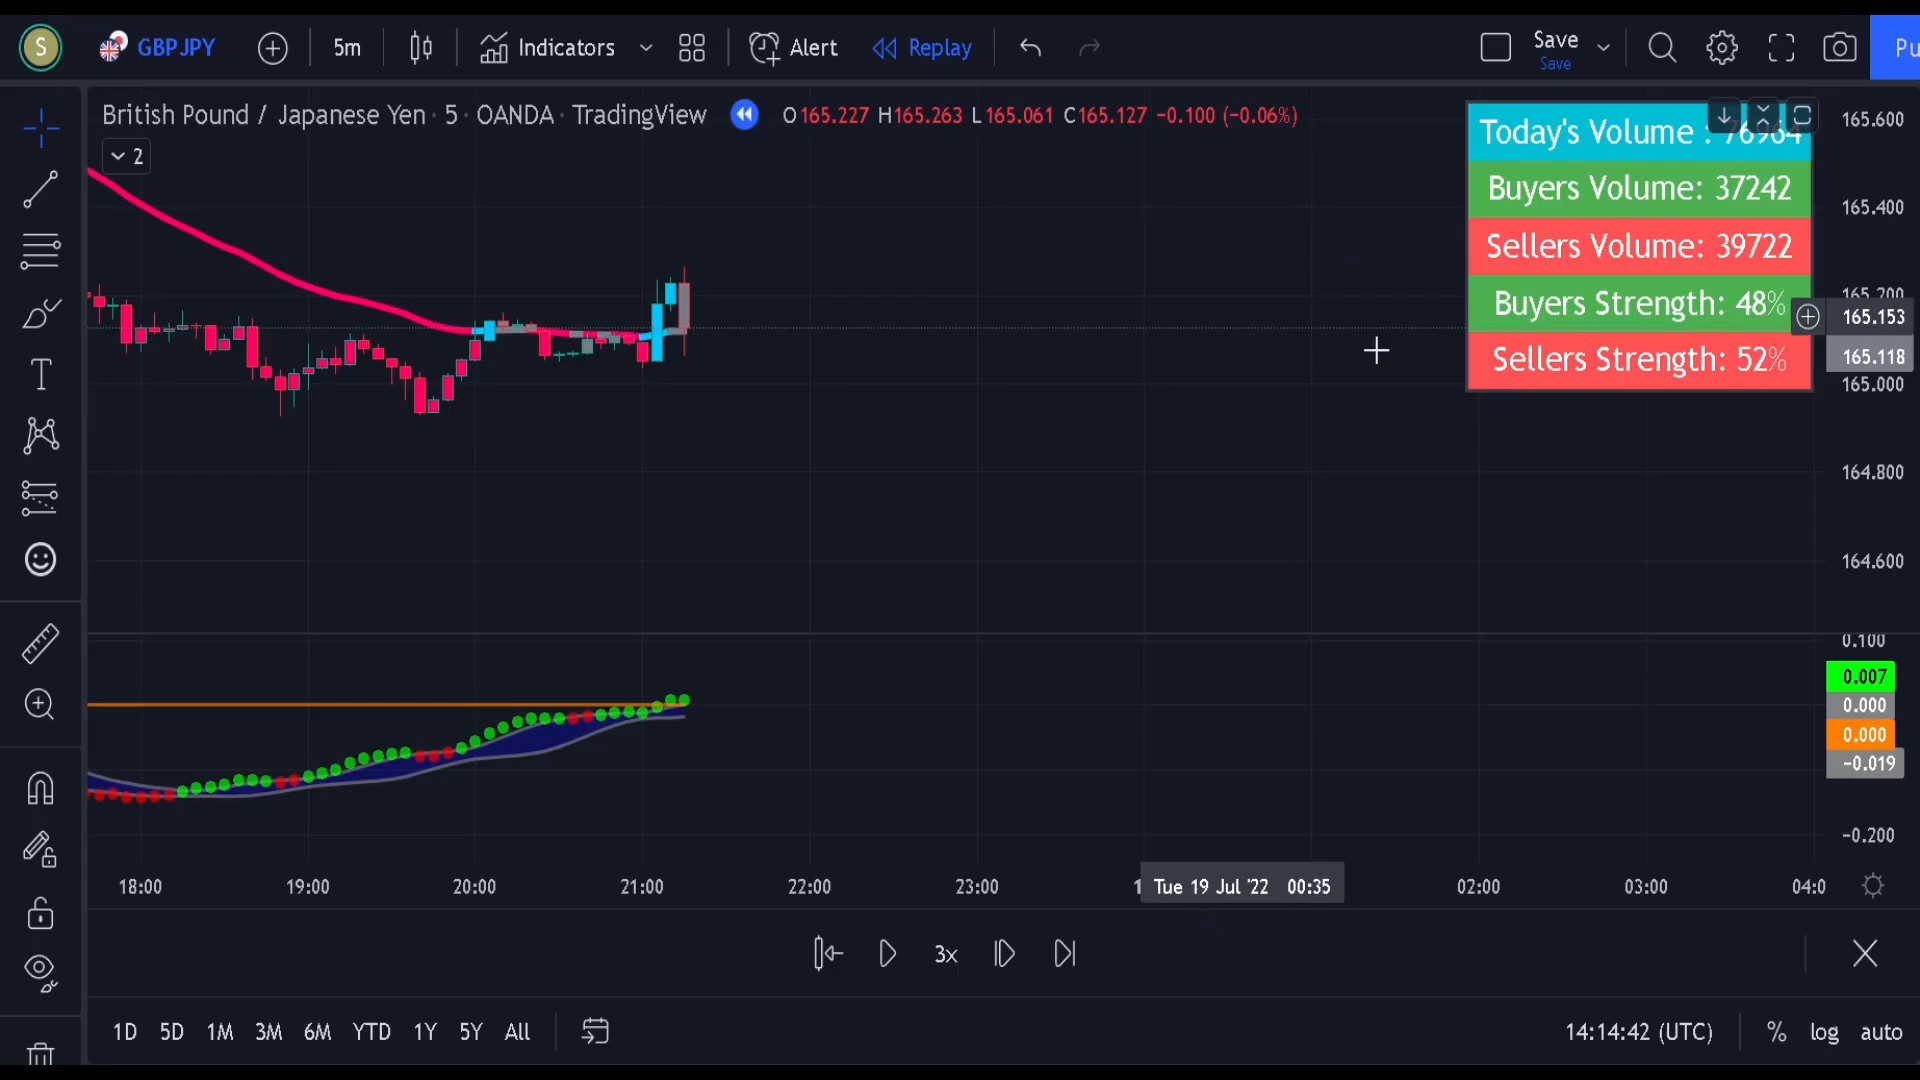 S GBPJPY 5m Indicators Alert Replay Save Pu
Save
British Pound / Japanese Yen · 5 · OANDA · TradingView O165.227 H165.263 L165.061 C165.127 −0.100 (−0.06%)
2
Today's Volume : 76964
Buyers Volume: 37242
Sellers Volume: 39722
Buyers Strength: 48%
Sellers Strength: 52%
165.600
165.400
165.153
165.118
165.000
164.800
164.600
0.100
0.007
0.000
0.000
−0.019
−0.200
18:00 19:00 20:00 21:00 22:00 23:00 1 Tue 19 Jul '22 00:35 02:00 03:00 04:0
3x
1D 5D 1M 3M 6M YTD 1Y 5Y All 14:14:42 (UTC) % log auto